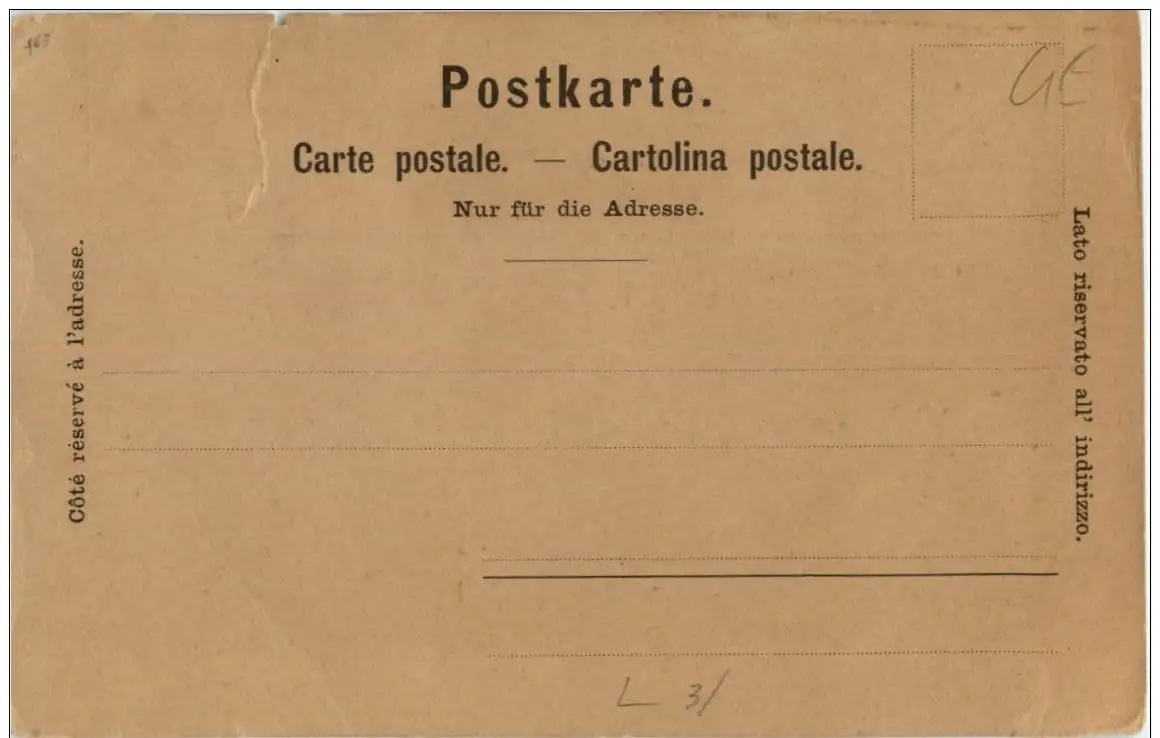 GE
Postkarte.
Carte postale. — Cartolina postale.
Nur für die Adresse.
Côté réservé à l'adresse.
Lato riservato all' indirizzo.
L 3/